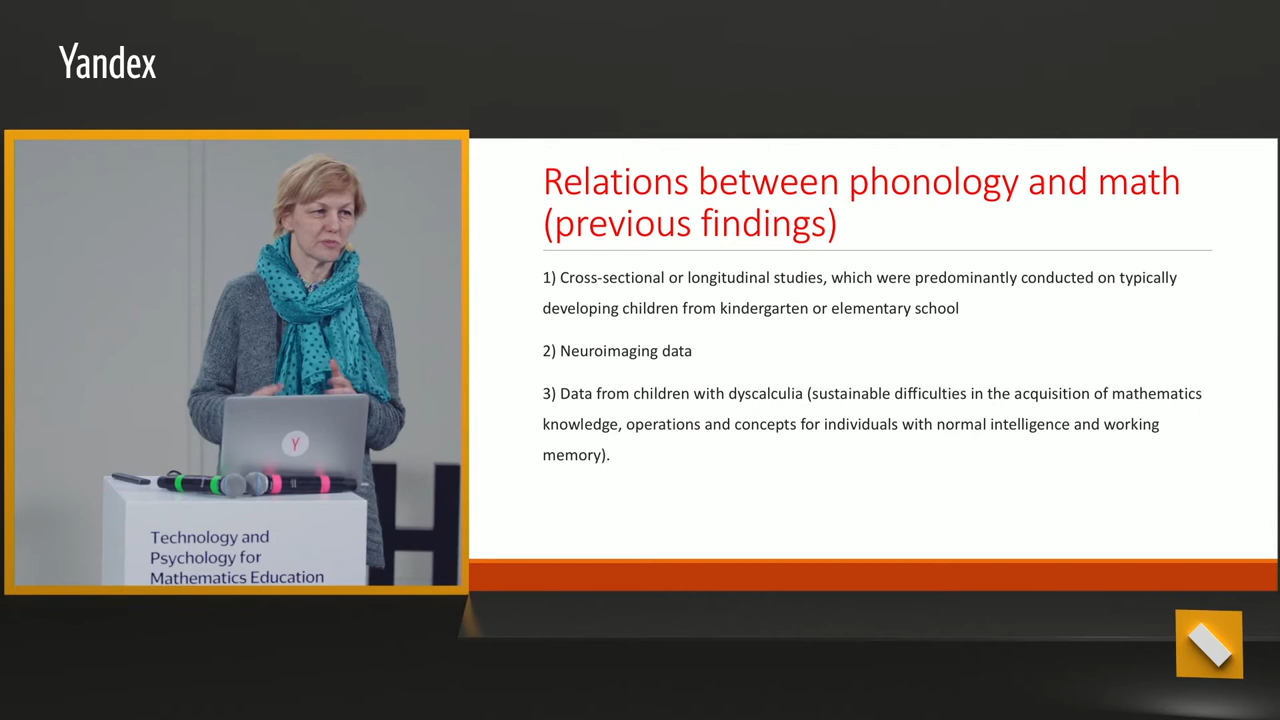 Yandex
Relations between phonology and math
(previous findings)
1) Cross-sectional or longitudinal studies, which were predominantly conducted on typically
developing children from kindergarten or elementary school
2) Neuroimaging data
3) Data from children with dyscalculia (sustainable difficulties in the acquisition of mathematics
knowledge, operations and concepts for individuals with normal intelligence and working
memory).
Y
H
Technology and
Psychology for
Mathematics Education